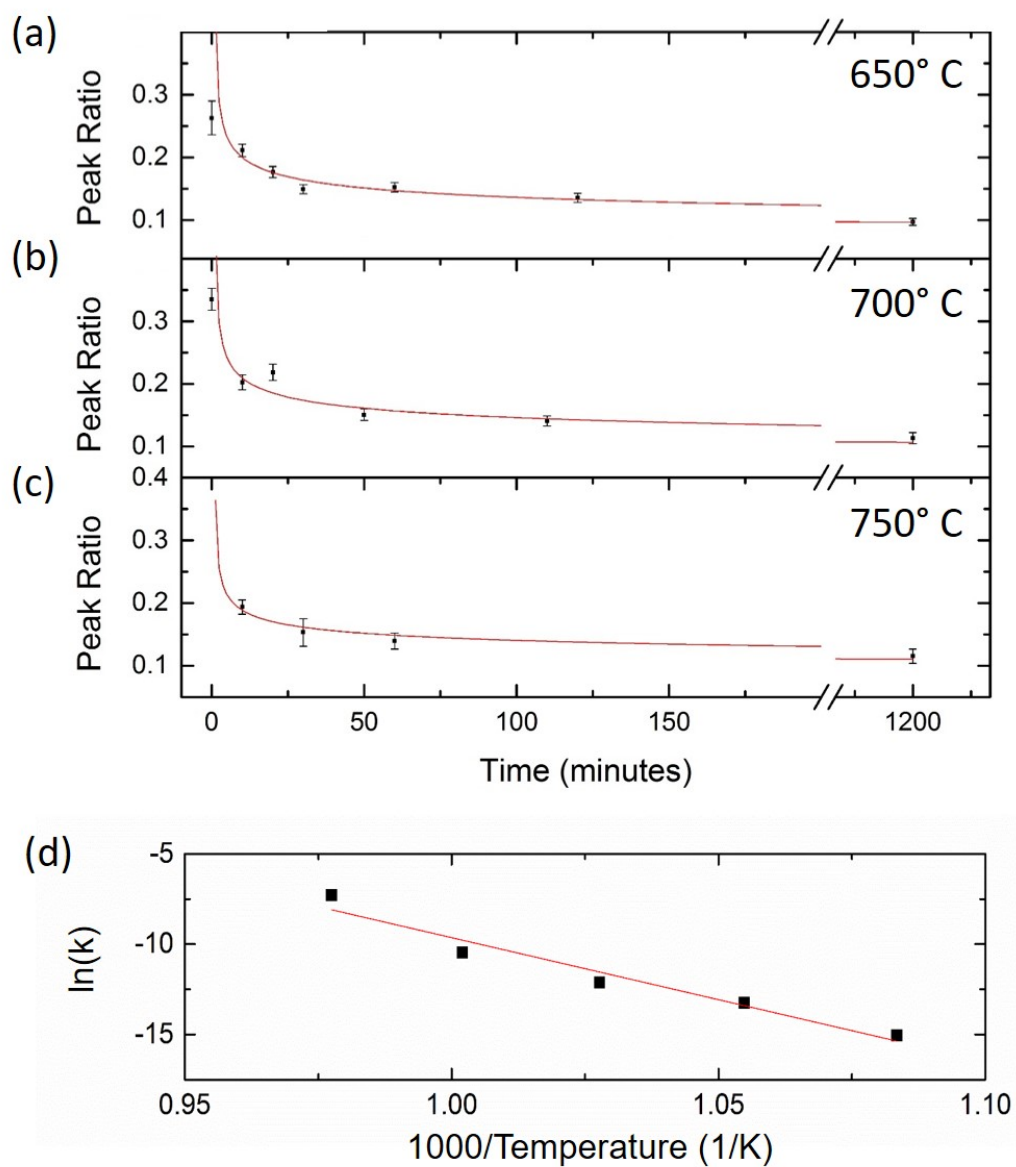 (a)
650° C
Peak Ratio
0.3
0.2
0.1
(b)
700° C
Peak Ratio
0.3
0.2
0.1
0.4
(c)
750° C
Peak Ratio
0.3
0.2
0.1
0 50 100 150 1200
Time (minutes)
(d)
ln(k)
-5
-10
-15
0.95 1.00 1.05 1.10
1000/Temperature (1/K)